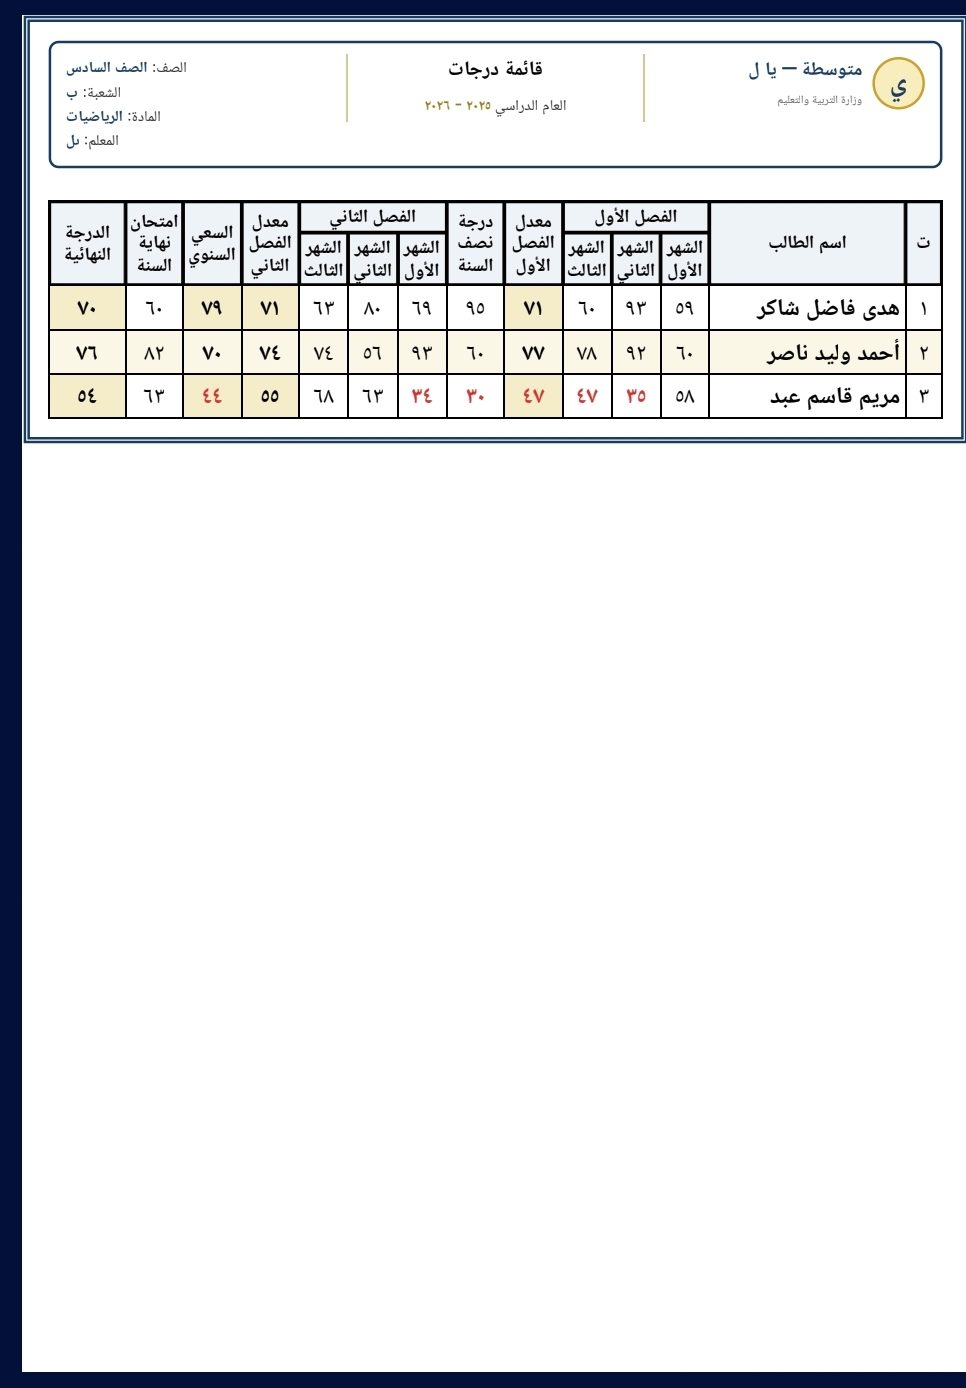 ي
متوسطة — يا ل
وزارة التربية والتعليم
قائمة درجات
العام الدراسي ٢٠٢٥ - ٢٠٢٦
الصف: الصف السادس
الشعبة: ب
المادة: الرياضيات
المعلم: بل
ت | اسم الطالب | الفصل الأول | معدل الفصل الأول | درجة نصف السنة | الفصل الثاني | معدل الفصل الثاني | السعي السنوي | امتحان نهاية السنة | الدرجة النهائية
الشهر الأول | الشهر الثاني | الشهر الثالث | الشهر الأول | الشهر الثاني | الشهر الثالث
١ | هدى فاضل شاكر | ٥٩ | ٩٣ | ٦٠ | ٧١ | ٩٥ | ٦٩ | ٨٠ | ٦٣ | ٧١ | ٧٩ | ٦٠ | ٧٠
٢ | أحمد وليد ناصر | ٦٠ | ٩٢ | ٧٨ | ٧٧ | ٦٠ | ٩٣ | ٥٦ | ٧٤ | ٧٤ | ٧٠ | ٨٢ | ٧٦
٣ | مريم قاسم عبد | ٥٨ | ٣٥ | ٤٧ | ٤٧ | ٣٠ | ٣٤ | ٦٣ | ٦٨ | ٥٥ | ٤٤ | ٦٣ | ٥٤